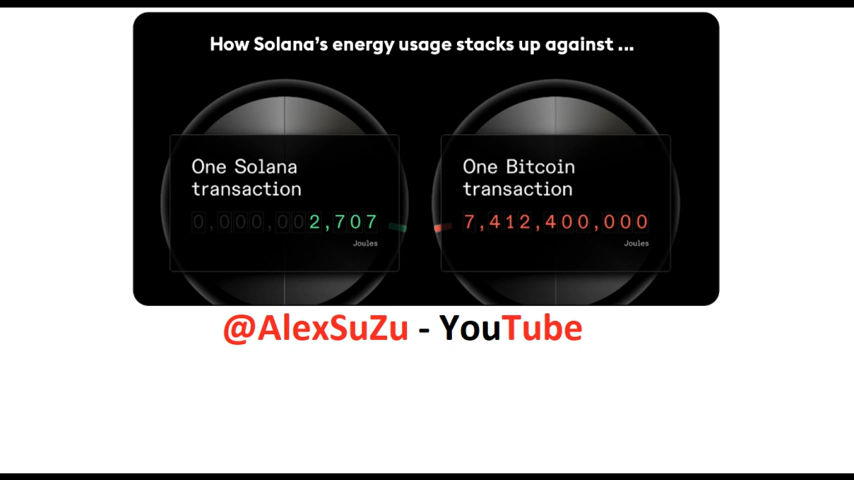 How Solana's energy usage stacks up against ...
One Solana
transaction
0,000,002,707
Joules
One Bitcoin
transaction
7,412,400,000
Joules
@AlexSuZu - YouTube